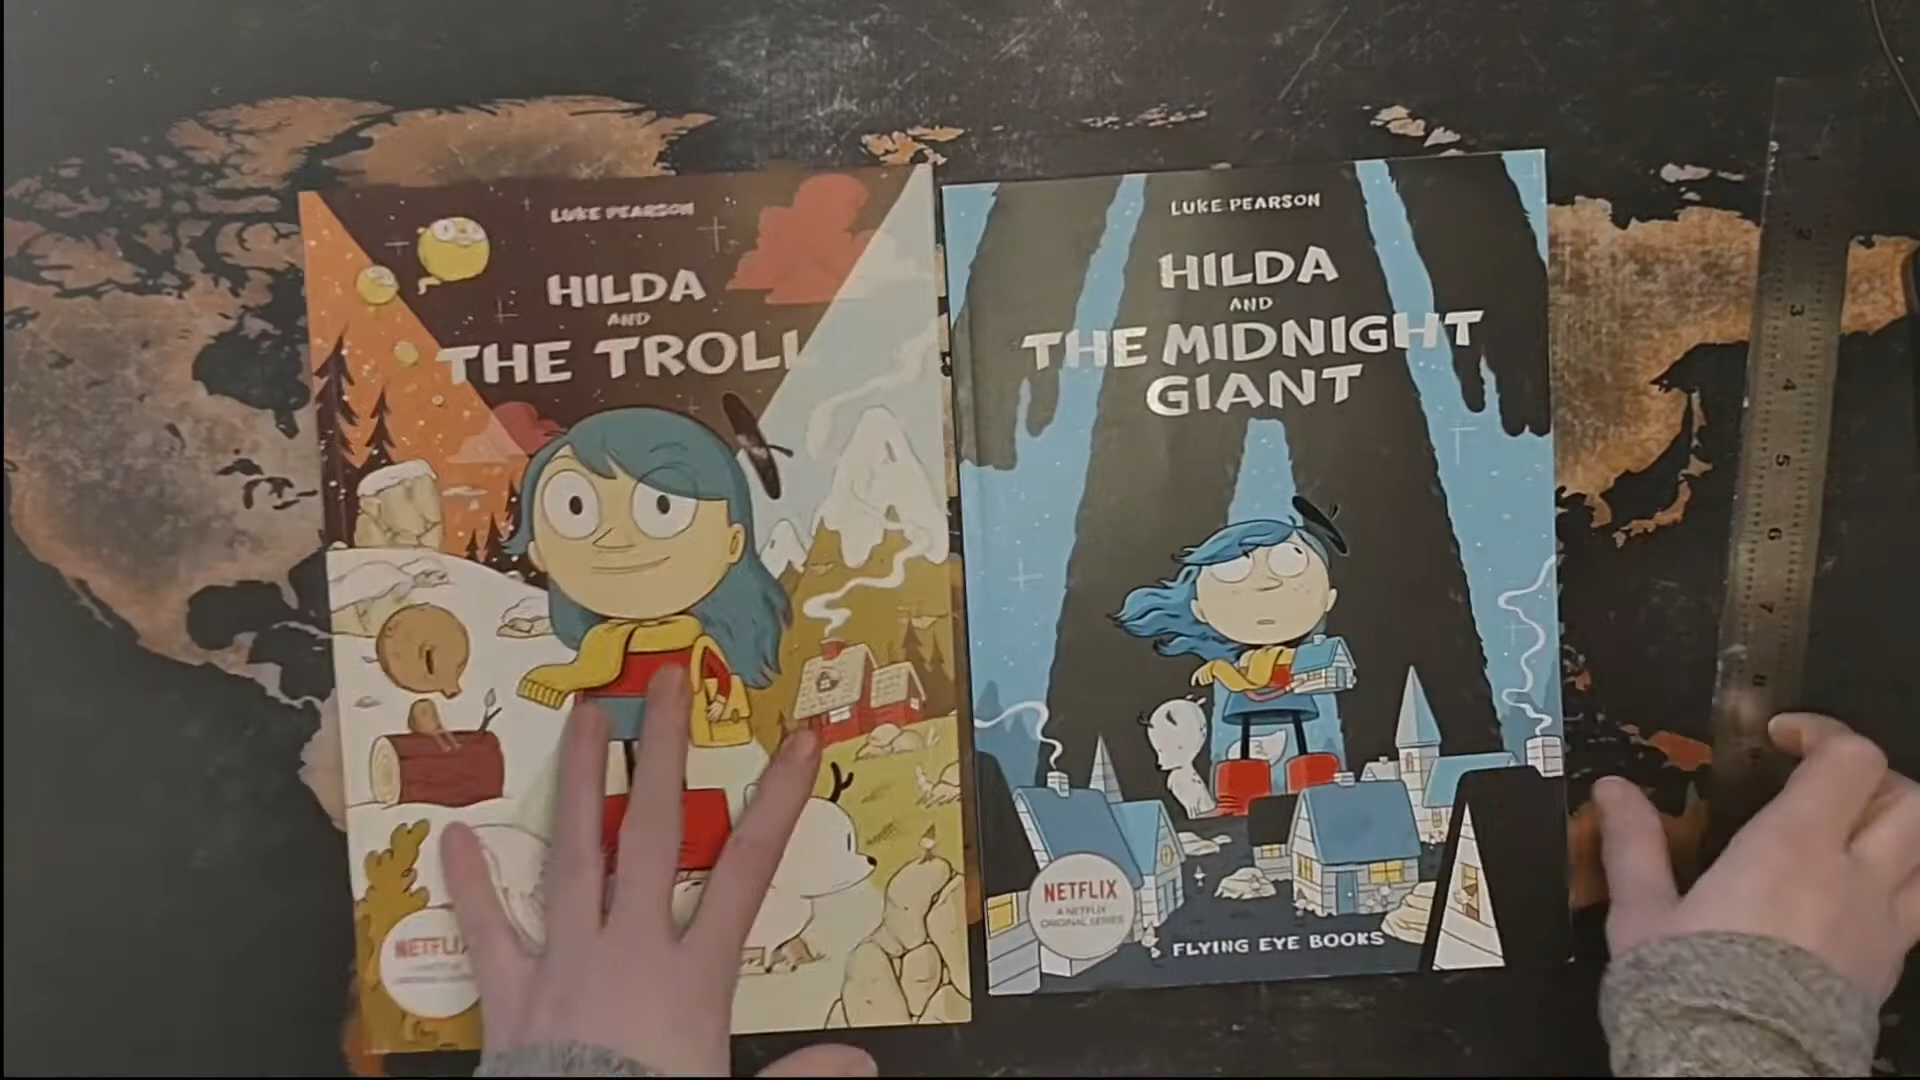 LUKE PEARSON
HILDA
AND
THE TROLL
NETFLIX
LUKE PEARSON
HILDA
AND
THE MIDNIGHT
GIANT
NETFLIX
A NETFLIX
ORIGINAL SERIES
FLYING EYE BOOKS
2
3
4
5
6
7
8